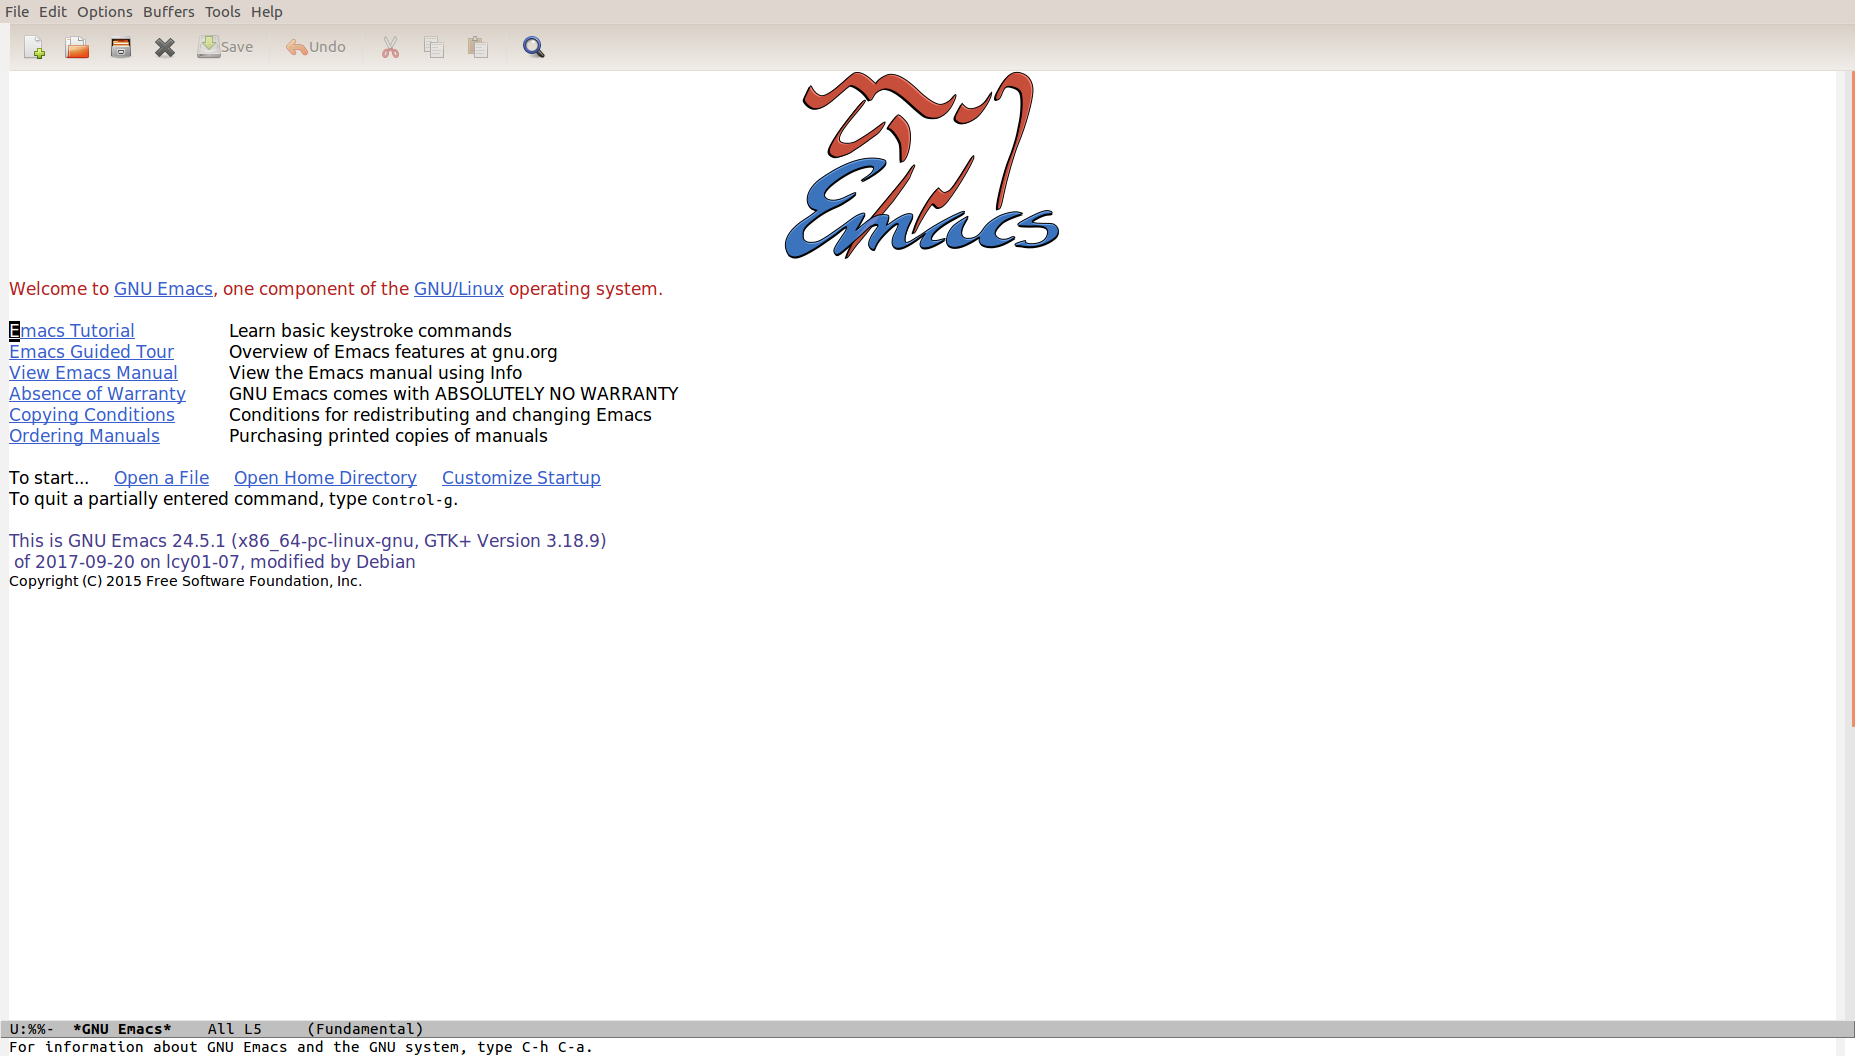 File Edit Options Buffers Tools Help
Save Undo
Emacs
Welcome to GNU Emacs, one component of the GNU/Linux operating system.
Emacs Tutorial Learn basic keystroke commands
Emacs Guided Tour Overview of Emacs features at gnu.org
View Emacs Manual View the Emacs manual using Info
Absence of Warranty GNU Emacs comes with ABSOLUTELY NO WARRANTY
Copying Conditions Conditions for redistributing and changing Emacs
Ordering Manuals Purchasing printed copies of manuals
To start... Open a File Open Home Directory Customize Startup
To quit a partially entered command, type Control-g.
This is GNU Emacs 24.5.1 (x86_64-pc-linux-gnu, GTK+ Version 3.18.9)
of 2017-09-20 on lcy01-07, modified by Debian
Copyright (C) 2015 Free Software Foundation, Inc.
U:%%- *GNU Emacs* All L5 (Fundamental)
For information about GNU Emacs and the GNU system, type C-h C-a.